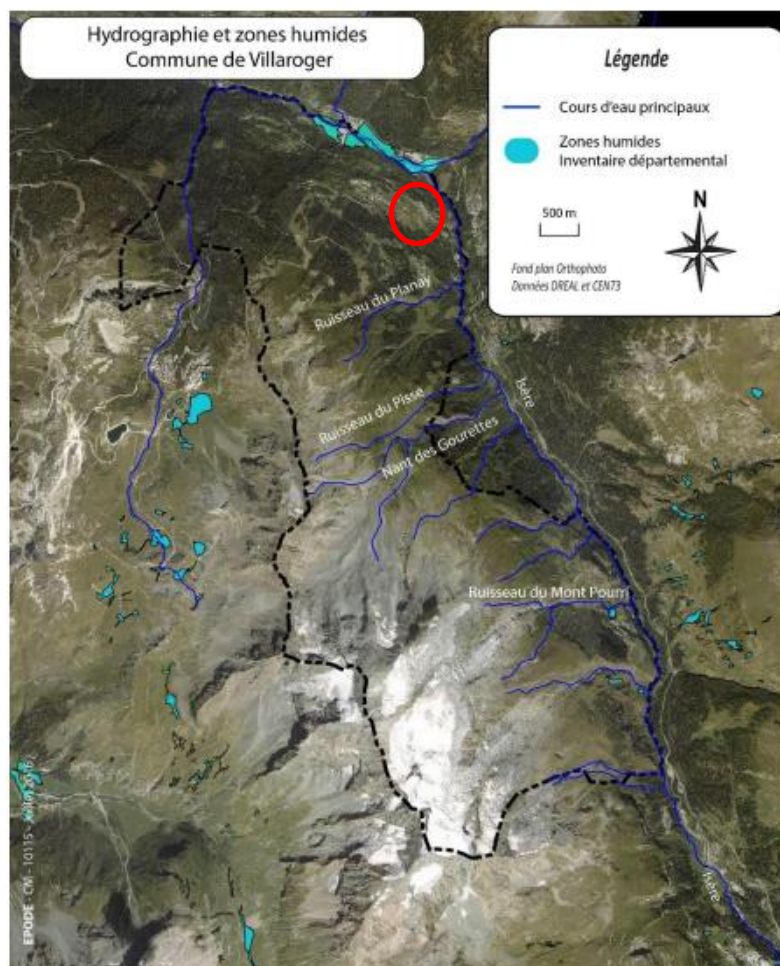 Hydrographie et zones humides
Commune de Villaroger
Légende
Cours d'eau principaux
Zones humides
Inventaire départemental
500 m
N
Fond plan Orthophoto
Données DREAL et CEN73
Ruisseau du Planay
Isère
Ruisseau du Pisse
Nant des Gourettes
Ruisseau du Mont Pourri
Isère
EPODE - CM - 10115 -